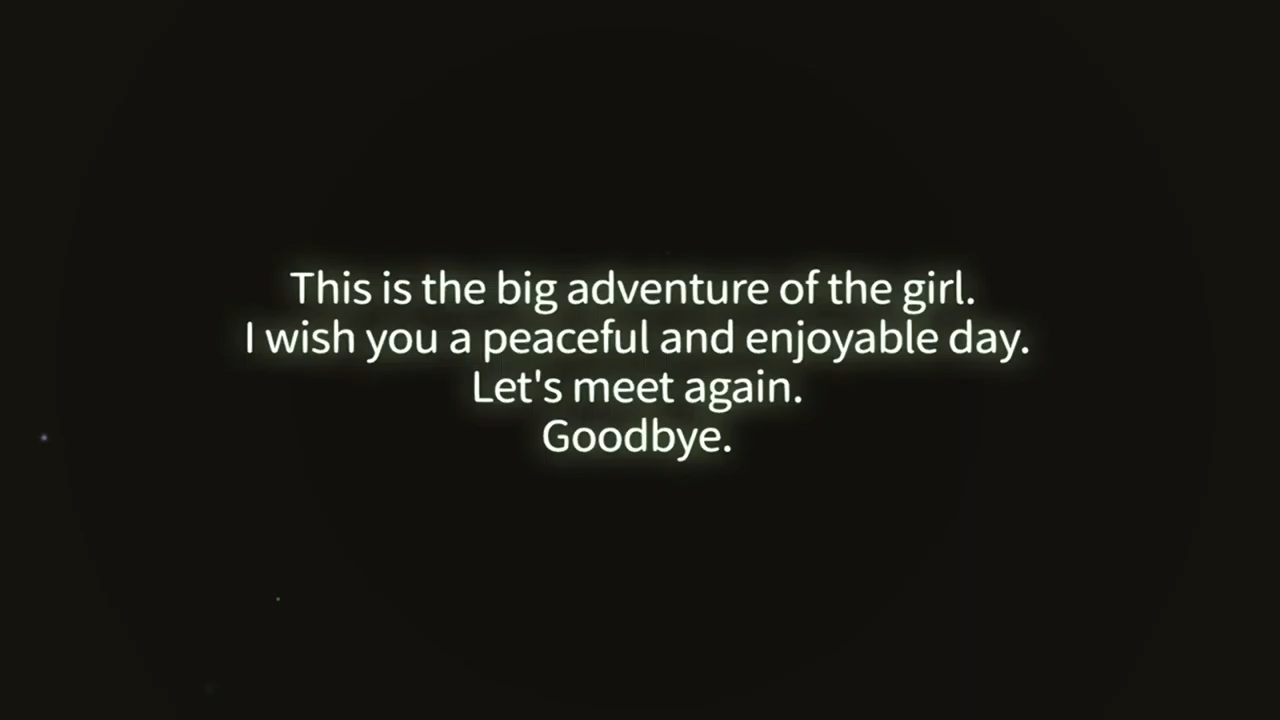 This is the big adventure of the girl.
I wish you a peaceful and enjoyable day.
Let's meet again.
Goodbye.